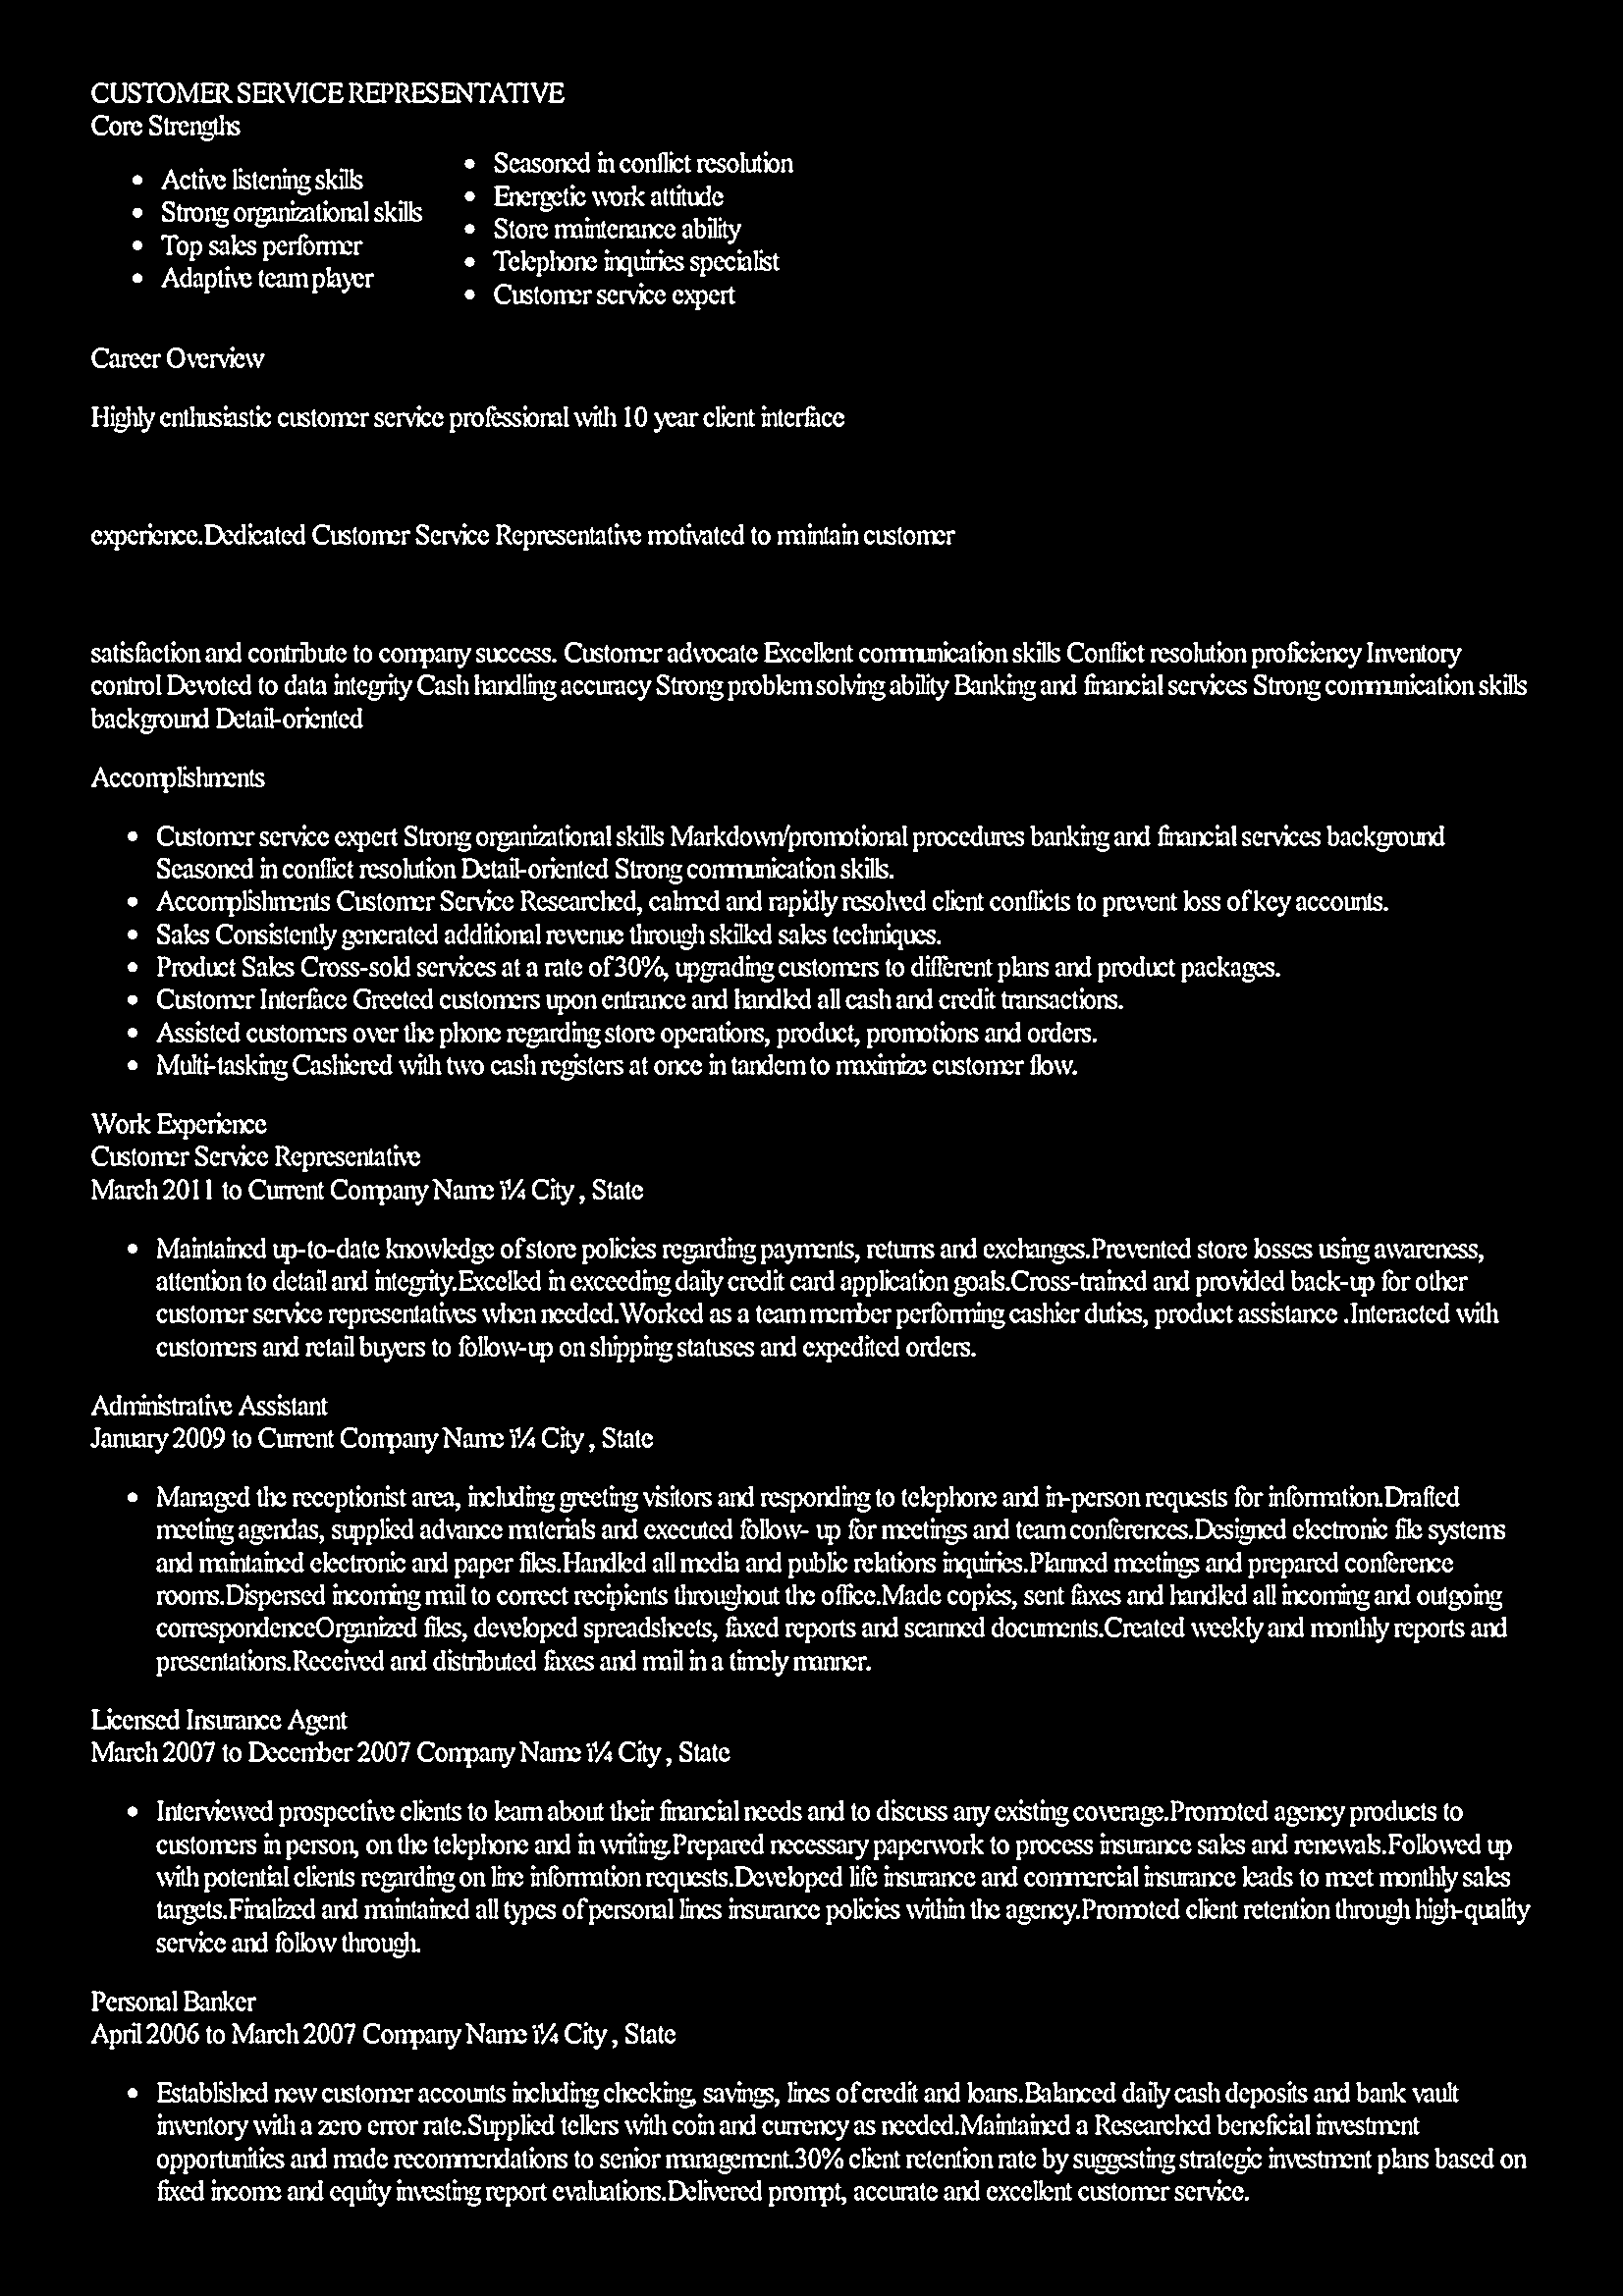 CUSTOMER SERVICE REPRESENTATIVE
Core Strengths
Active listening skills
Strong organizational skills
Top sales performer
Adaptive team player
Seasoned in conflict resolution
Energetic work attitude
Store maintenance ability
Telephone inquiries specialist
Customer service expert
Career Overview
Highly enthusiastic customer service professional with 10 year client interface
experience.Dedicated Customer Service Representative motivated to maintain customer
satisfaction and contribute to company success. Customer advocate Excellent communication skills Conflict resolution proficiency Inventory
control Devoted to data integrity Cash handling accuracy Strong problem solving ability Banking and financial services Strong communication skills
background Detail-oriented
Accomplishments
Customer service expert Strong organizational skills Markdown/promotional procedures banking and financial services background
Seasoned in conflict resolution Detail-oriented Strong communication skills.
Accomplishments Customer Service Researched, calmed and rapidly resolved client conflicts to prevent loss of key accounts.
Sales Consistently generated additional revenue through skilled sales techniques.
Product Sales Cross-sold services at a rate of 30%, upgrading customers to different plans and product packages.
Customer Interface Greeted customers upon entrance and handled all cash and credit transactions.
Assisted customers over the phone regarding store operations, product, promotions and orders.
Multi-tasking Cashiered with two cash registers at once in tandem to maximize customer flow.
Work Experience
Customer Service Representative
March 2011 to Current Company Name ï¼ City , State
Maintained up-to-date knowledge of store policies regarding payments, returns and exchanges.Prevented store losses using awareness,
attention to detail and integrity.Excelled in exceeding daily credit card application goals.Cross-trained and provided back-up for other
customer service representatives when needed.Worked as a team member performing cashier duties, product assistance .Interacted with
customers and retail buyers to follow-up on shipping statuses and expedited orders.
Administrative Assistant
January 2009 to Current Company Name ï¼ City , State
Managed the receptionist area, including greeting visitors and responding to telephone and in-person requests for information.Drafted
meeting agendas, supplied advance materials and executed follow- up for meetings and team conferences.Designed electronic file systems
and maintained electronic and paper files.Handled all media and public relations inquiries.Planned meetings and prepared conference
rooms.Dispersed incoming mail to correct recipients throughout the office.Made copies, sent faxes and handled all incoming and outgoing
correspondenceOrganized files, developed spreadsheets, faxed reports and scanned documents.Created weekly and monthly reports and
presentations.Received and distributed faxes and mail in a timely manner.
Licensed Insurance Agent
March 2007 to December 2007 Company Name ï¼ City , State
Interviewed prospective clients to learn about their financial needs and to discuss any existing coverage.Promoted agency products to
customers in person, on the telephone and in writing.Prepared necessary paperwork to process insurance sales and renewals.Followed up
with potential clients regarding on line information requests.Developed life insurance and commercial insurance leads to meet monthly sales
targets.Finalized and maintained all types of personal lines insurance policies within the agency.Promoted client retention through high-quality
service and follow through.
Personal Banker
April 2006 to March 2007 Company Name ï¼ City , State
Established new customer accounts including checking, savings, lines of credit and loans.Balanced daily cash deposits and bank vault
inventory with a zero error rate.Supplied tellers with coin and currency as needed.Maintained a Researched beneficial investment
opportunities and made recommendations to senior management.30% client retention rate by suggesting strategic investment plans based on
fixed income and equity investing report evaluations.Delivered prompt, accurate and excellent customer service.